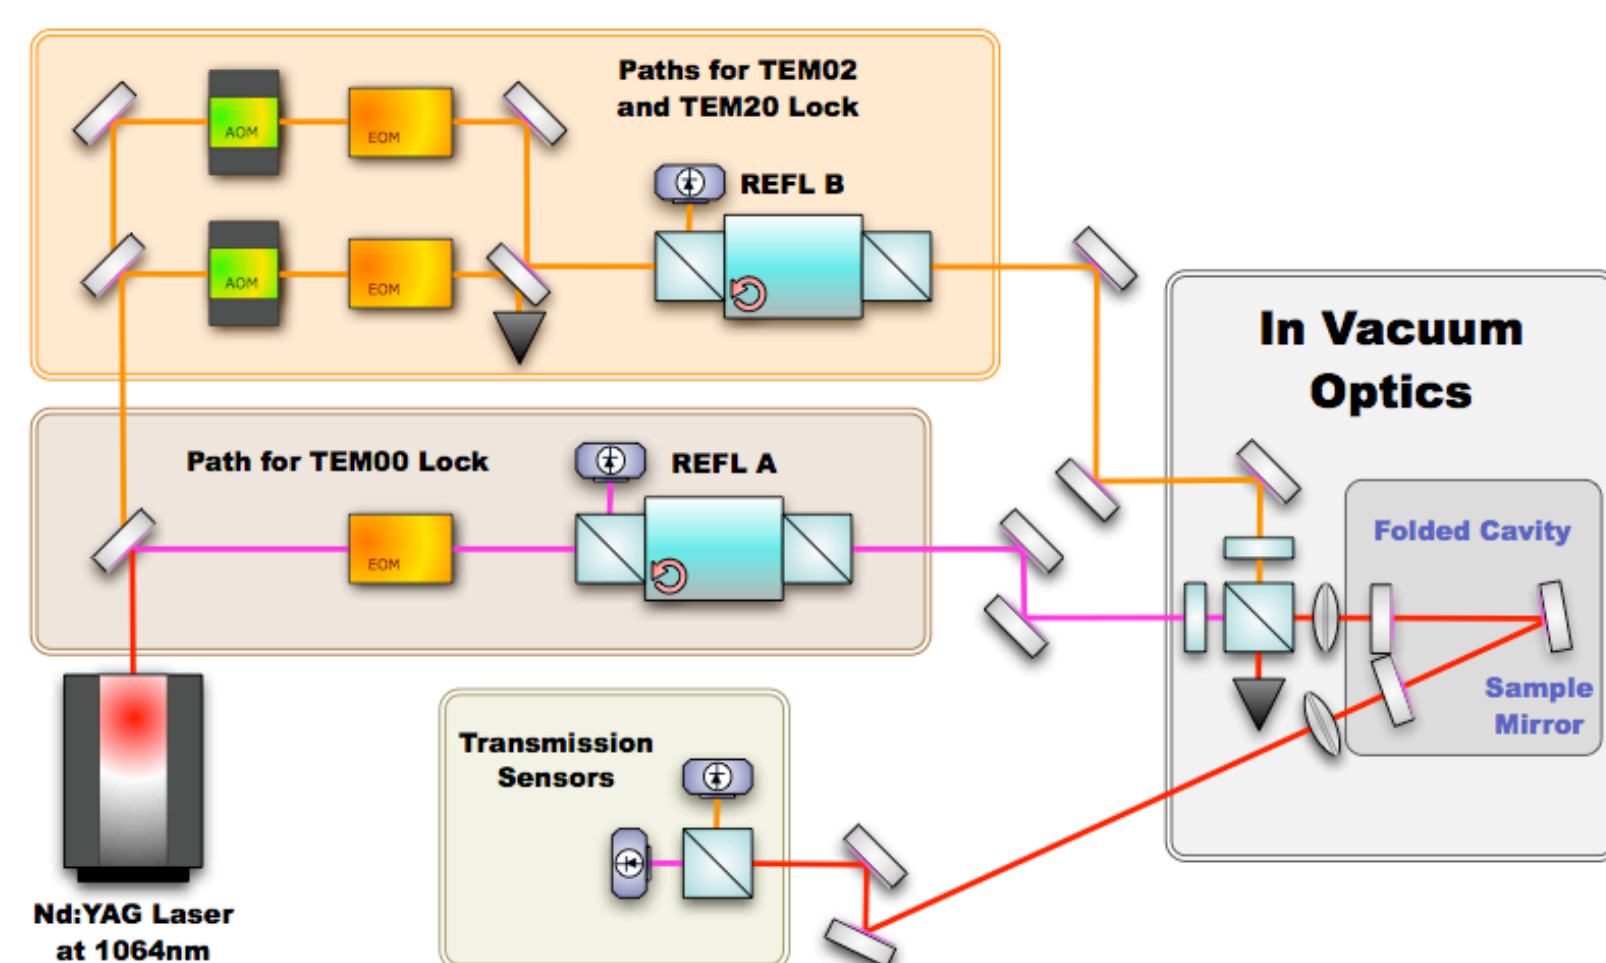 Paths for TEM02
and TEM20 Lock
AOM
EOM
REFL B
AOM
EOM
In Vacuum
Optics
Path for TEM00 Lock
REFL A
EOM
Folded Cavity
Sample
Mirror
Transmission
Sensors
Nd:YAG Laser
at 1064nm